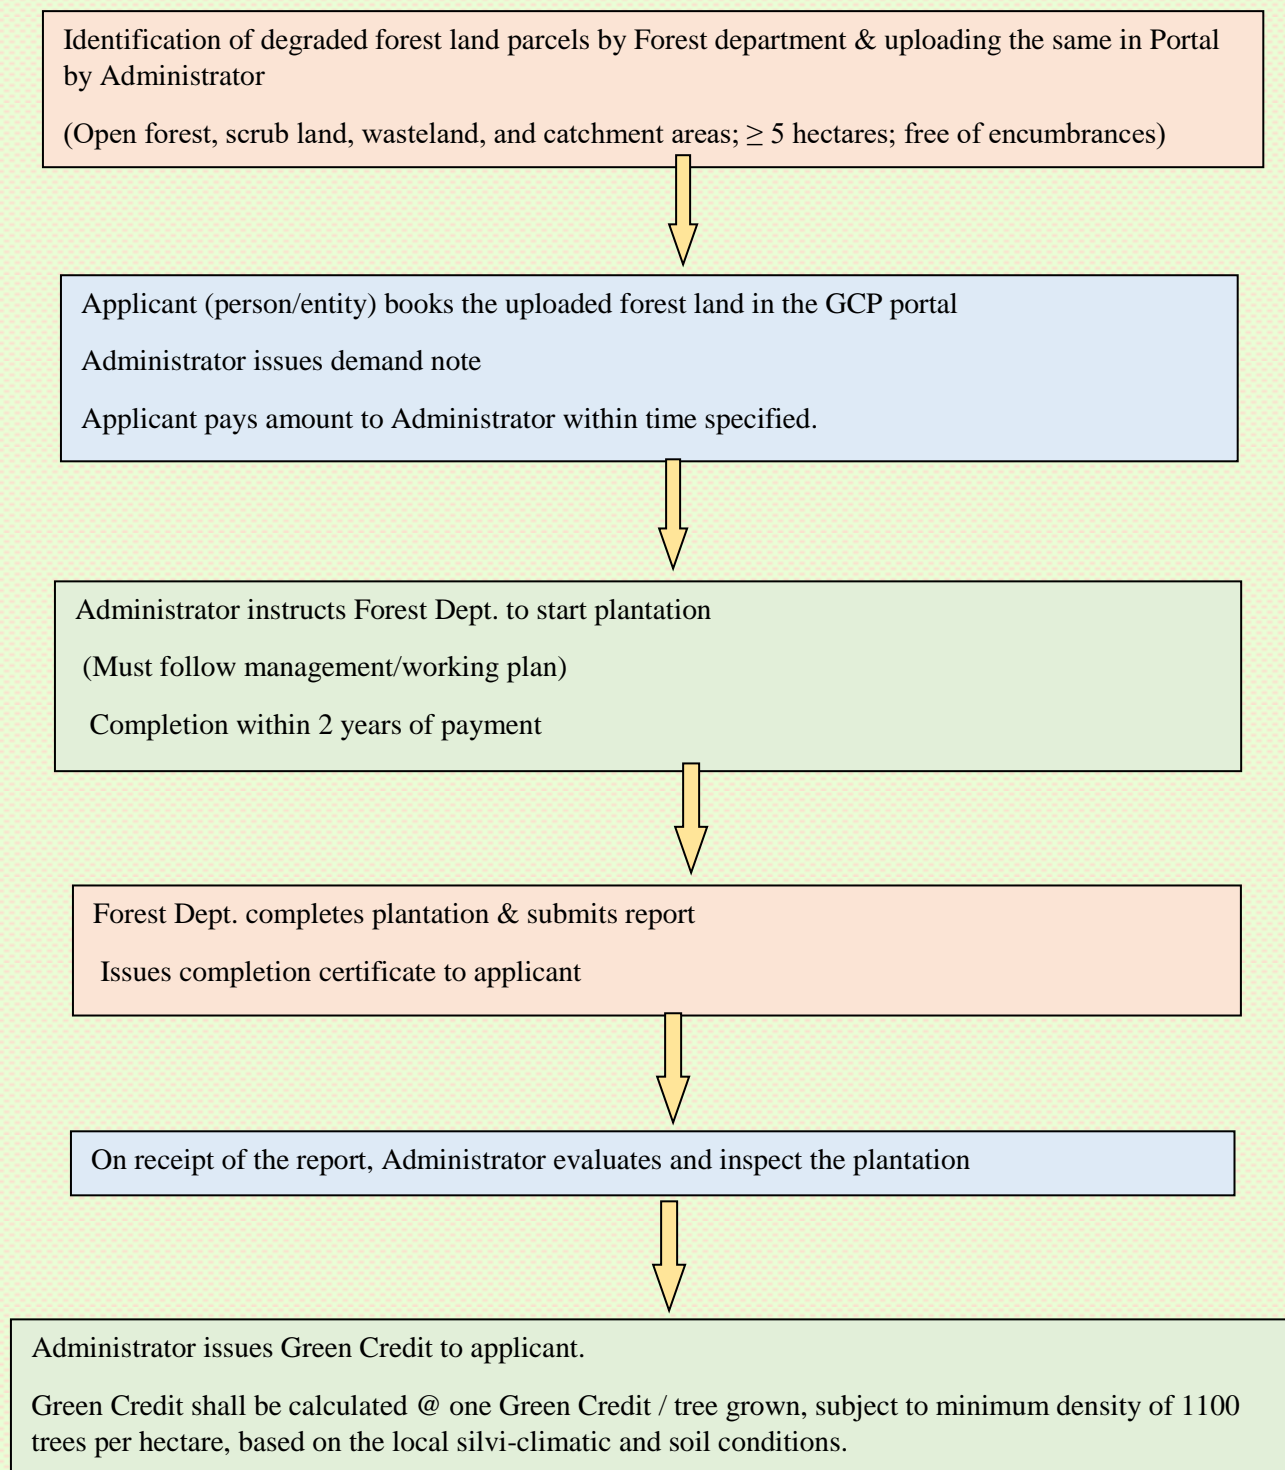 Identification of degraded forest land parcels by Forest department & uploading the same in Portal
by Administrator
(Open forest, scrub land, wasteland, and catchment areas; ≥ 5 hectares; free of encumbrances)
Applicant (person/entity) books the uploaded forest land in the GCP portal
Administrator issues demand note
Applicant pays amount to Administrator within time specified.
Administrator instructs Forest Dept. to start plantation
(Must follow management/working plan)
Completion within 2 years of payment
Forest Dept. completes plantation & submits report
Issues completion certificate to applicant
On receipt of the report, Administrator evaluates and inspect the plantation
Administrator issues Green Credit to applicant.
Green Credit shall be calculated @ one Green Credit / tree grown, subject to minimum density of 1100
trees per hectare, based on the local silvi-climatic and soil conditions.